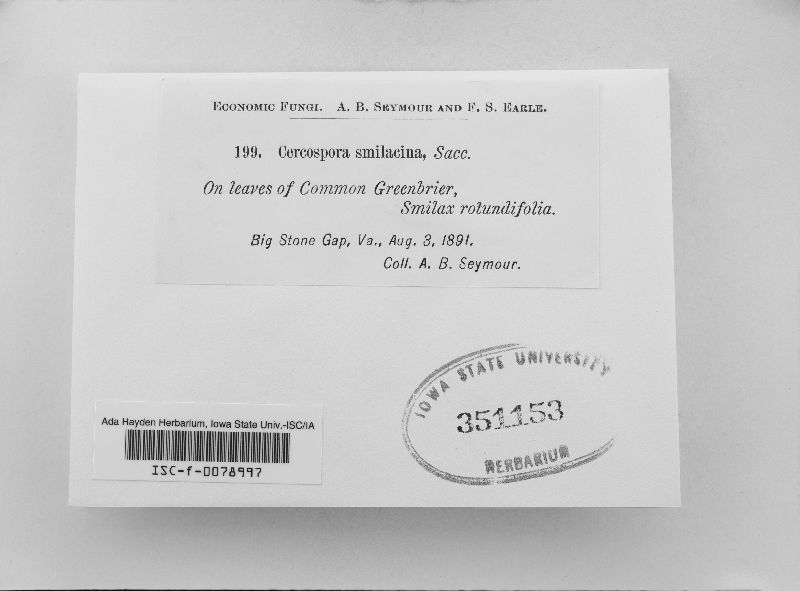 Economic Fungi. A. B. Seymour and F. S. Earle.
199. Cercospora smilacina, Sacc.
On leaves of Common Greenbrier,
Smilax rotundifolia.
Big Stone Gap, Va., Aug. 3, 1891.
Coll. A. B. Seymour.
IOWA STATE UNIVERSITY
351153
HERBARIUM
Ada Hayden Herbarium, Iowa State Univ.-ISC/IA
ISC-f-0078997